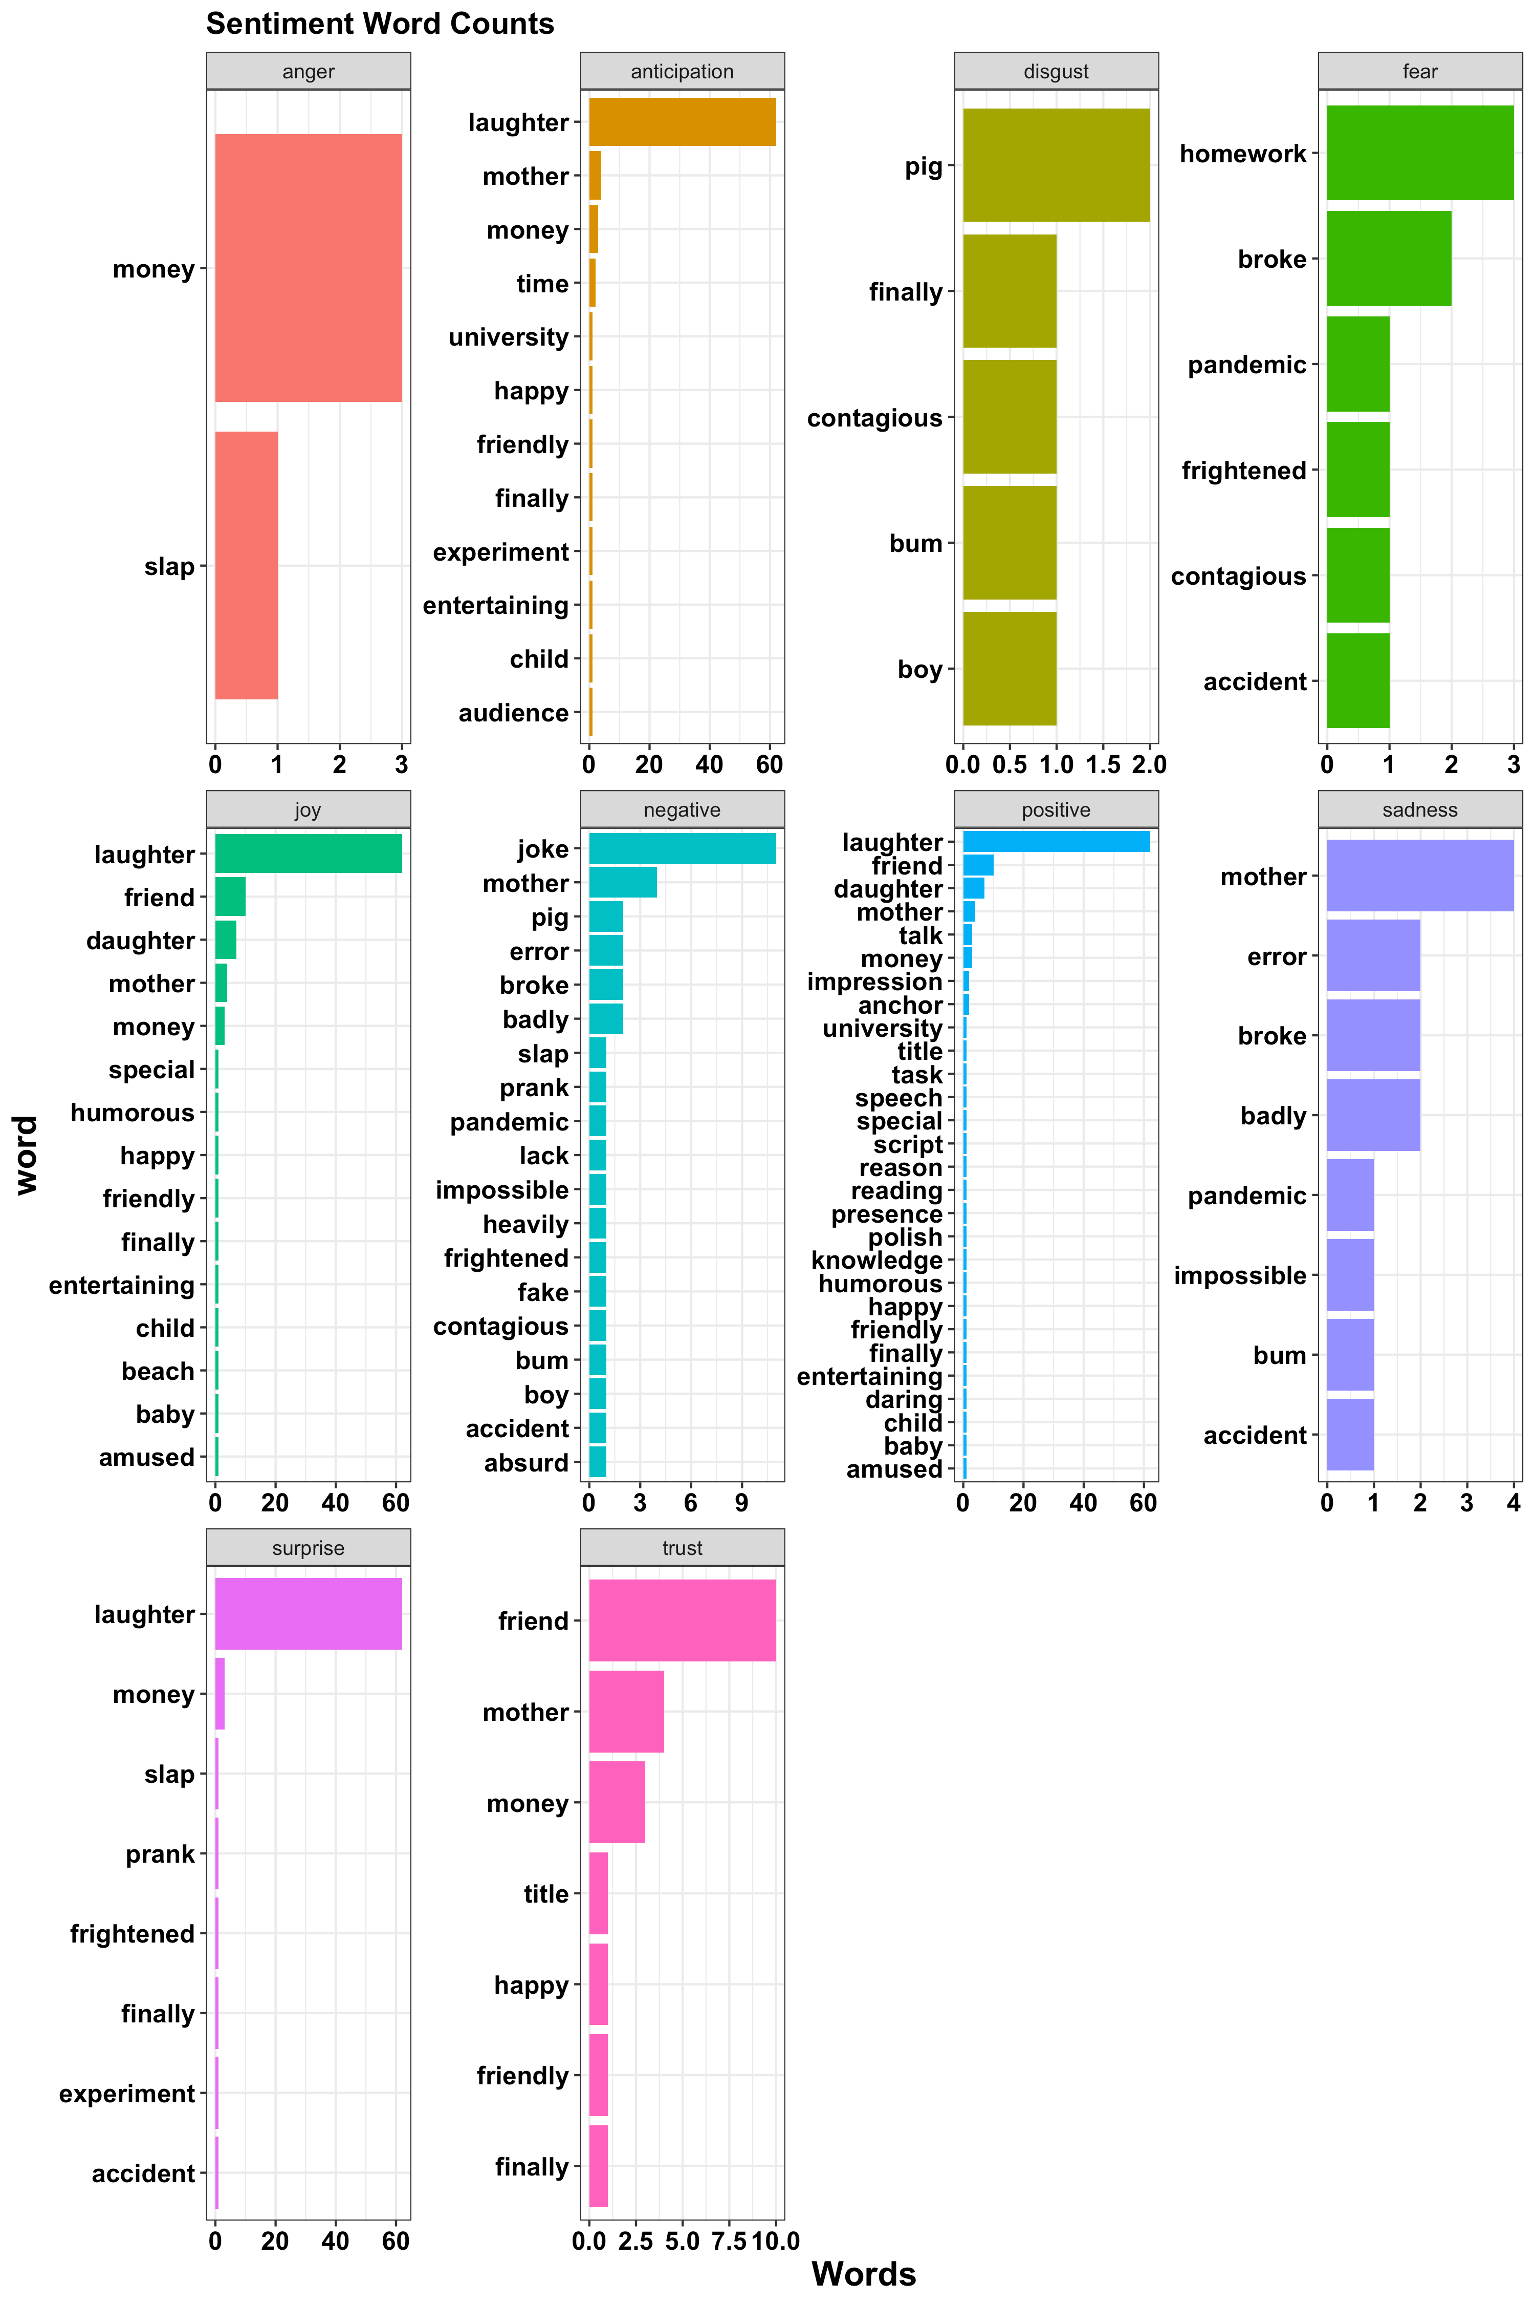 Sentiment Word Counts
anger
money
slap
0 1 2 3
anticipation
laughter
mother
money
time
university
happy
friendly
finally
experiment
entertaining
child
audience
0 20 40 60
disgust
pig
finally
contagious
bum
boy
0.0 0.5 1.0 1.5 2.0
fear
homework
broke
pandemic
frightened
contagious
accident
0 1 2 3
word
joy
laughter
friend
daughter
mother
money
special
humorous
happy
friendly
finally
entertaining
child
beach
baby
amused
0 20 40 60
negative
joke
mother
pig
error
broke
badly
slap
prank
pandemic
lack
impossible
heavily
frightened
fake
contagious
bum
boy
accident
absurd
0 3 6 9
positive
laughter
friend
daughter
mother
talk
money
impression
anchor
university
title
task
speech
special
script
reason
reading
presence
polish
knowledge
humorous
happy
friendly
finally
entertaining
daring
child
baby
amused
0 20 40 60
sadness
mother
error
broke
badly
pandemic
impossible
bum
accident
0 1 2 3 4
surprise
laughter
money
slap
prank
frightened
finally
experiment
accident
0 20 40 60
trust
friend
mother
money
title
happy
friendly
finally
0.0 2.5 5.0 7.5 10.0
Words